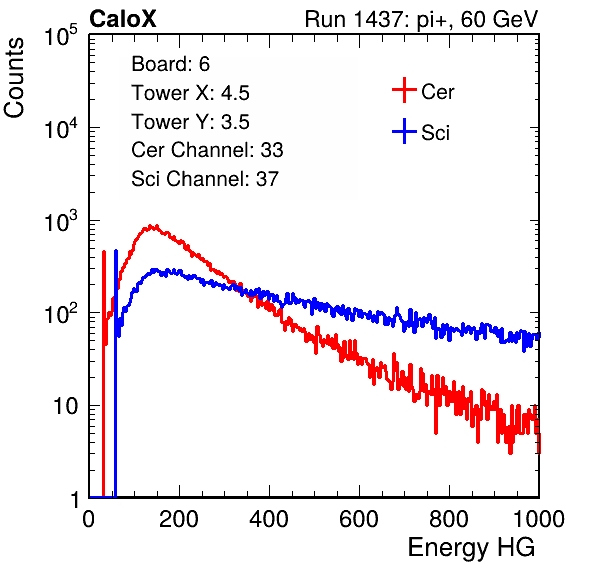 CaloX Run 1437: pi+, 60 GeV
Counts
Board: 6
Tower X: 4.5
Tower Y: 3.5
Cer Channel: 33
Sci Channel: 37
Cer
Sci
10^5
10^4
10^3
10^2
10
1
0 200 400 600 800 1000
Energy HG